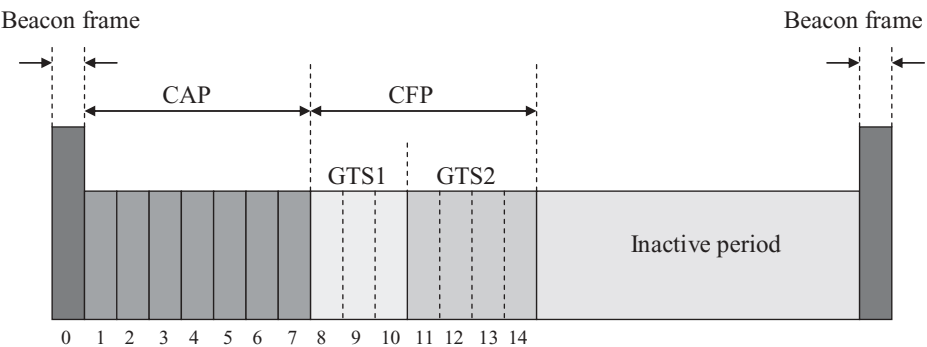 Beacon frame Beacon frame
CAP CFP
GTS1 GTS2
Inactive period
0 1 2 3 4 5 6 7 8 9 10 11 12 13 14